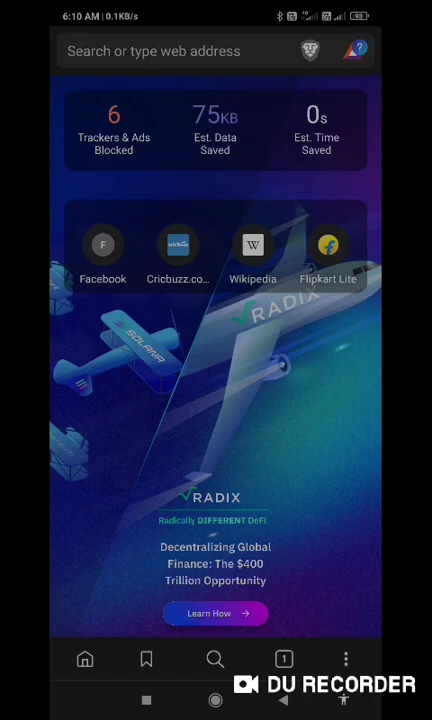 6:10 AM | 0.1KB/s
93
Search or type web address
6
75KB
0s
Trackers & Ads
Blocked
Est. Data
Saved
Est. Time
Saved
F
W
Facebook
Cricbuzz.co...
Wikipedia
Flipkart Lite
RADIX
SOLANA
RADIX
Radically DIFFERENT DeFi
Decentralizing Global
Finance: The $400
Trillion Opportunity
Learn How →
1
DU RECORDER